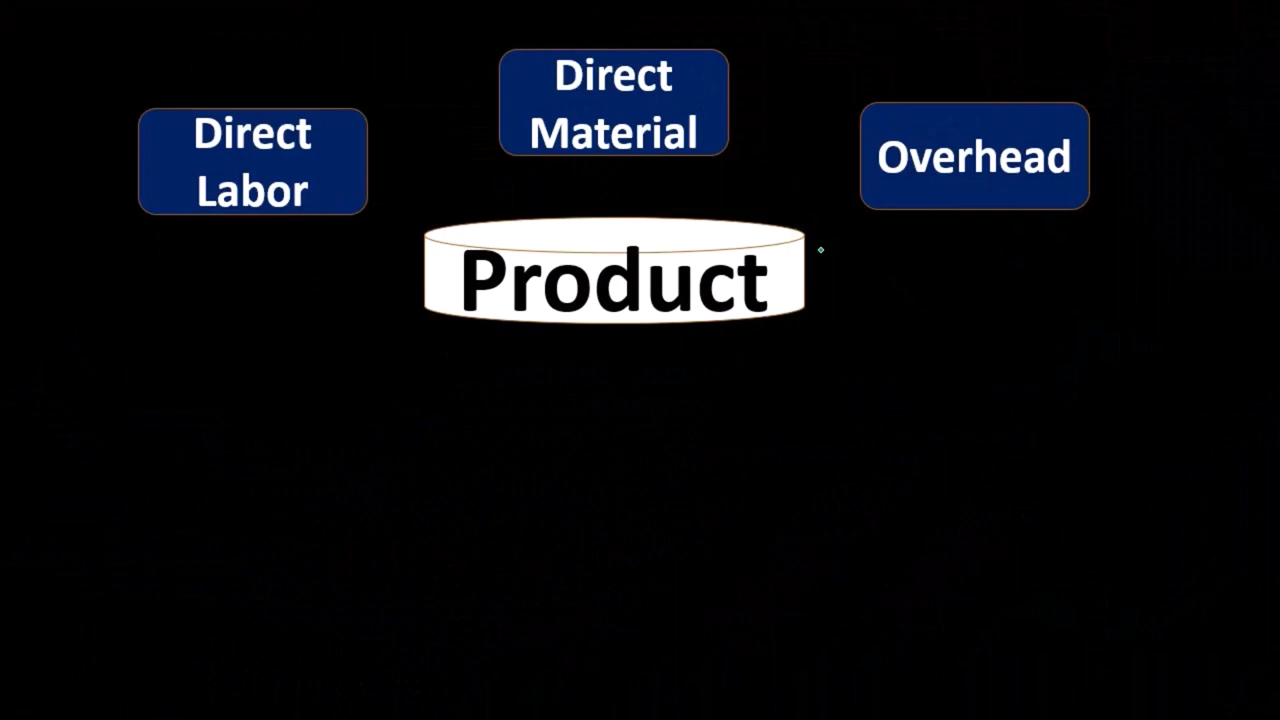 Direct
Labor
Direct
Material
Overhead
Product